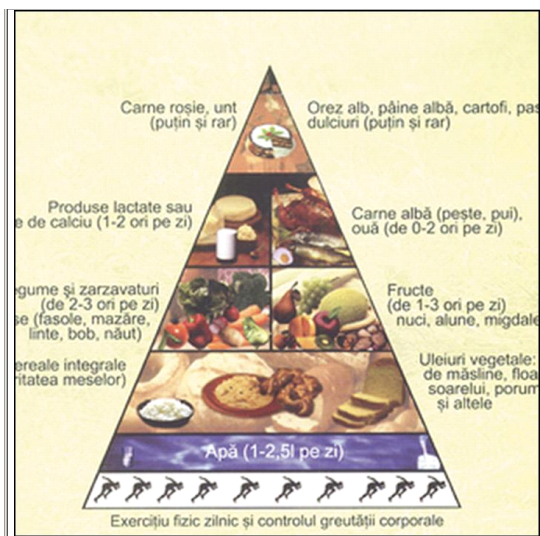 Carne roșie, unt
(puțin și rar)
Orez alb, pâine albă, cartofi, pas
dulciuri (puțin și rar)
Produse lactate sau
e de calciu (1-2 ori pe zi)
Carne albă (pește, pui),
ouă (de 0-2 ori pe zi)
gume și zarzavaturi
(de 2-3 ori pe zi)
se (fasole, mazăre,
linte, bob, năut)
Fructe
(de 1-3 ori pe zi)
nuci, alune, migdale
ereale integrale
ritatea meselor)
Uleiuri vegetale:
de măsline, floa
soarelui, porum
și altele
Apă (1-2,5l pe zi)
Exercițiu fizic zilnic și controlul greutății corporale